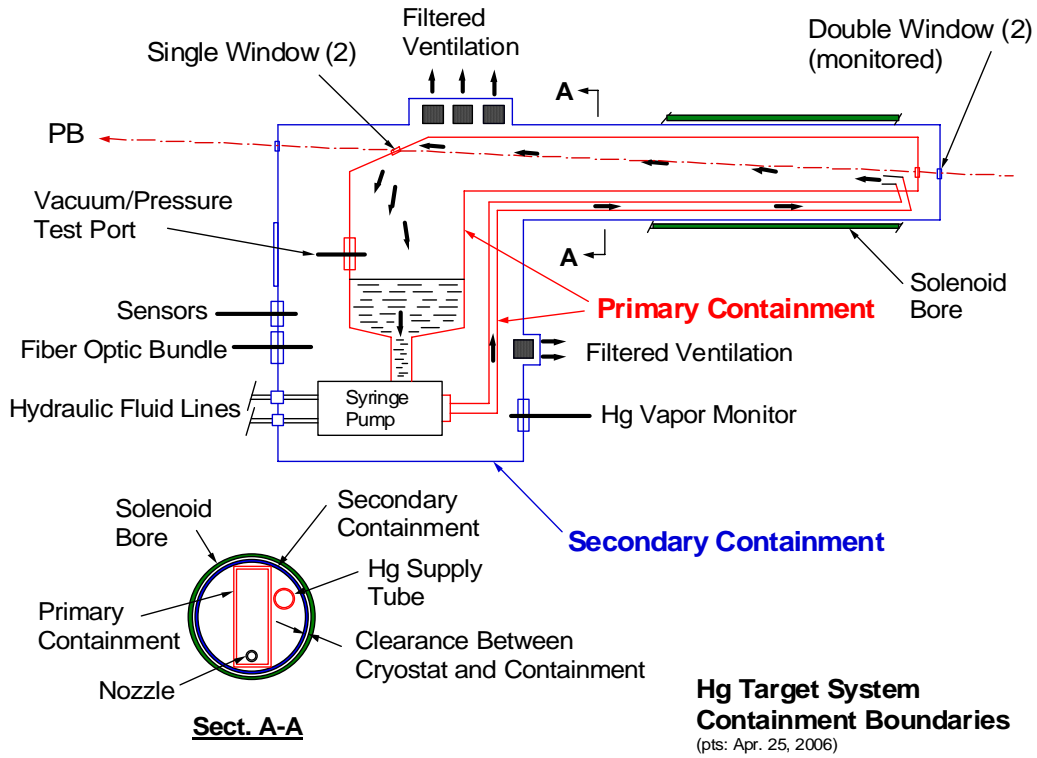 Filtered
Ventilation
Double Window (2)
(monitored)
Single Window (2)
A
PB
Vacuum/Pressure
Test Port
A
Solenoid
Bore
Sensors
Primary Containment
Fiber Optic Bundle
Filtered Ventilation
Hydraulic Fluid Lines
Syringe
Pump
Hg Vapor Monitor
Solenoid
Bore
Secondary
Containment
Secondary Containment
Hg Supply
Tube
Primary
Containment
Clearance Between
Cryostat and Containment
Nozzle
Sect. A-A
Hg Target System
Containment Boundaries
(pts: Apr. 25, 2006)